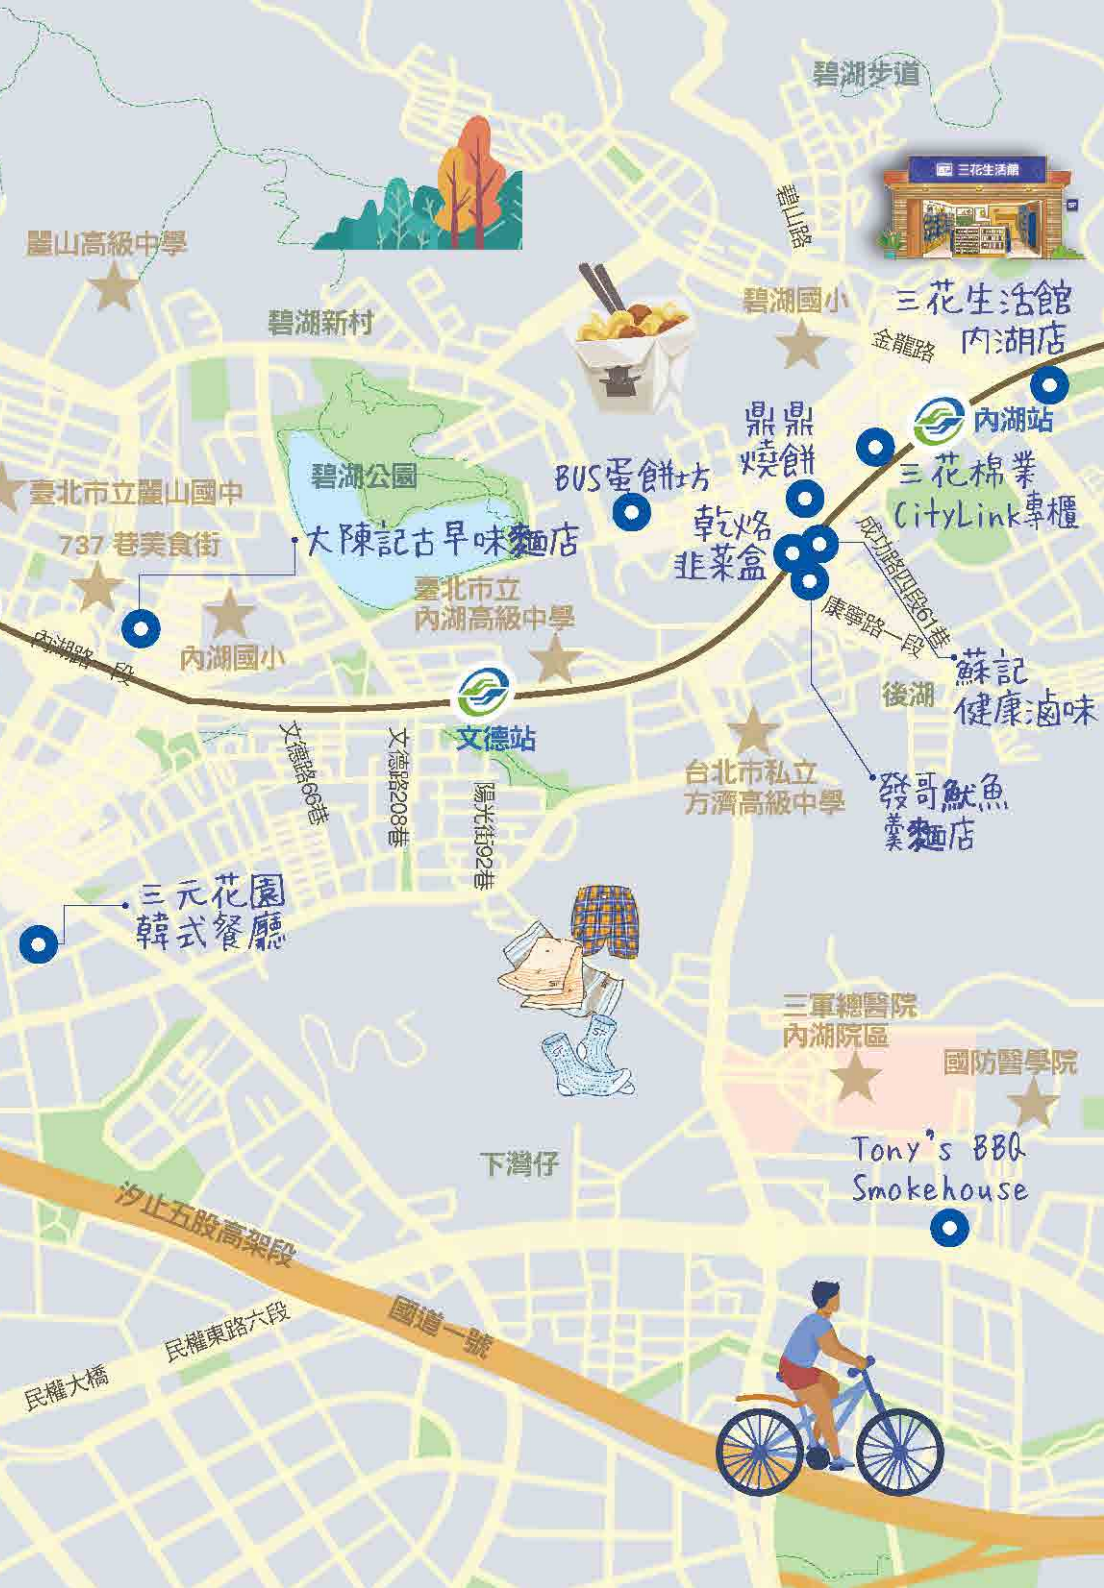 碧湖步道
三花生活館
碧山路
麗山高級中學
碧湖國小
三花生活館
內湖店
碧湖新村
金龍路
內湖站
鼎鼎
燒餅
碧湖公園
BUS蛋餅坊
三花棉業
CityLink專櫃
臺北市立麗山國中
737 巷美食街
大陳記古早味麵店
乾烙
韭菜盒
成功路四段61巷
臺北市立
內湖高級中學
康寧路一段
內湖路一段
內湖國小
蘇記
健康滷味
後湖
文德站
文德路66巷
文德路208巷
陽光街92巷
台北市私立
方濟高級中學
發哥魷魚
羹麵店
三元花園
韓式餐廳
三軍總醫院
內湖院區
國防醫學院
Tony's BBQ
Smokehouse
下灣仔
汐止五股高架段
國道一號
民權東路六段
民權大橋